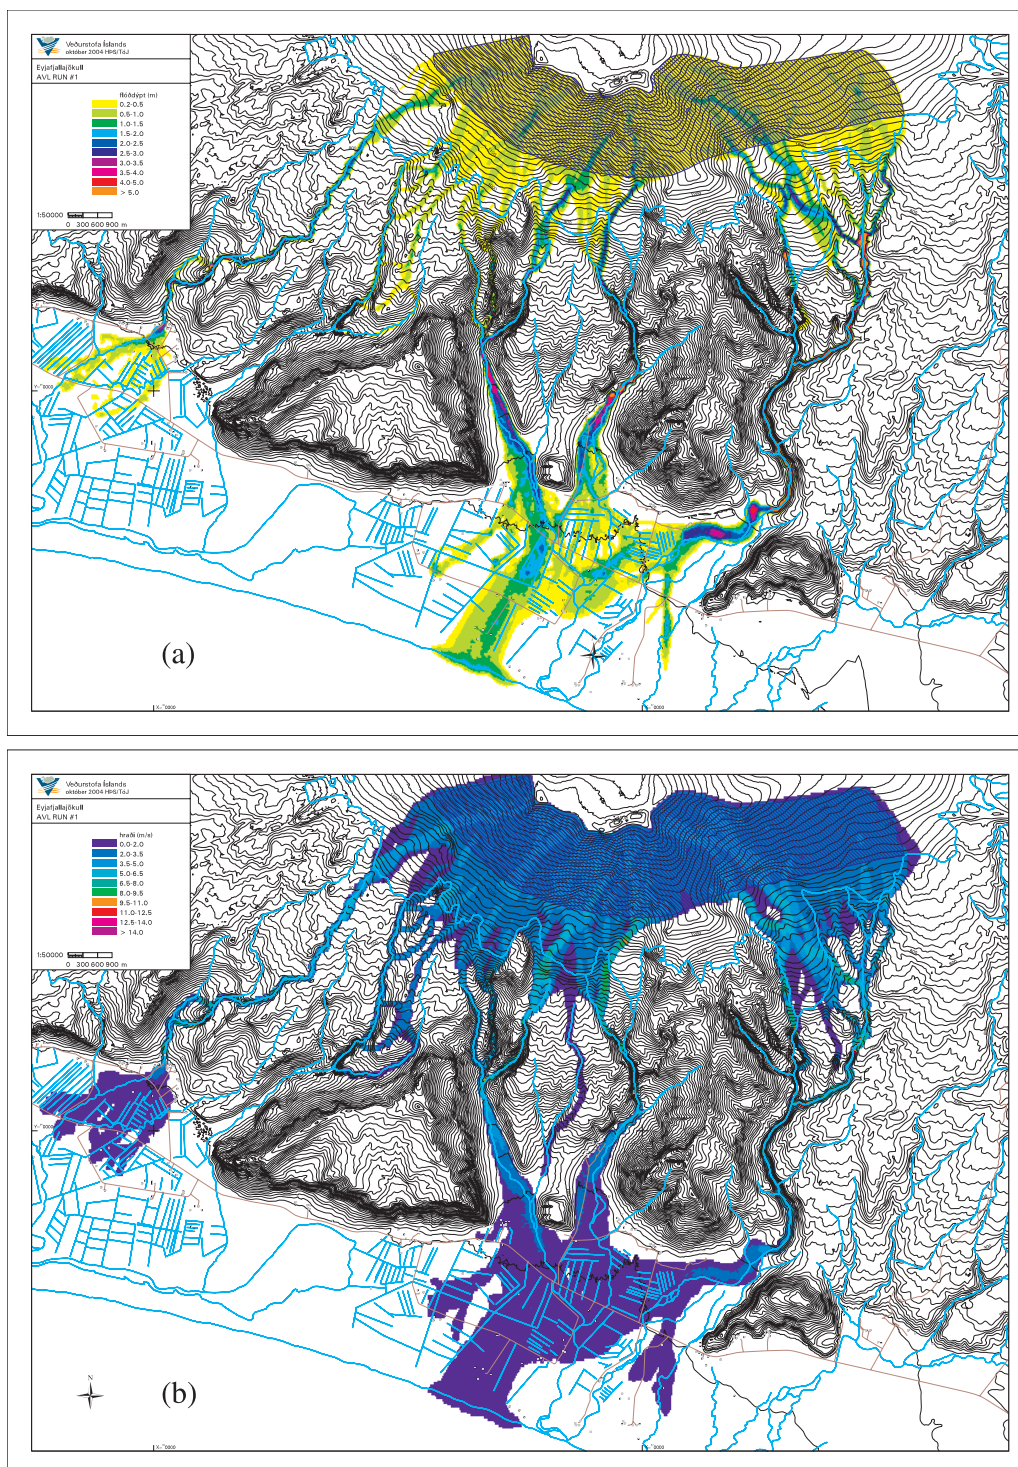 Veðurstofa Íslands
október 2004 HÞS/TóJ
Eyjafjallajökull
AVL RUN #1
flóðdýpt (m)
0.2-0.5
0.5-1.0
1.0-1.5
1.5-2.0
2.0-2.5
2.5-3.0
3.0-3.5
3.5-4.0
4.0-5.0
> 5.0
1:50000
0 300 600 900 m
(a)
Veðurstofa Íslands
október 2004 HÞS/TóJ
Eyjafjallajökull
AVL RUN #1
hraði (m/s)
0.0-2.0
2.0-3.5
3.5-5.0
5.0-6.5
6.5-8.0
8.0-9.5
9.5-11.0
11.0-12.5
12.5-14.0
> 14.0
1:50000
0 300 600 900 m
N
(b)